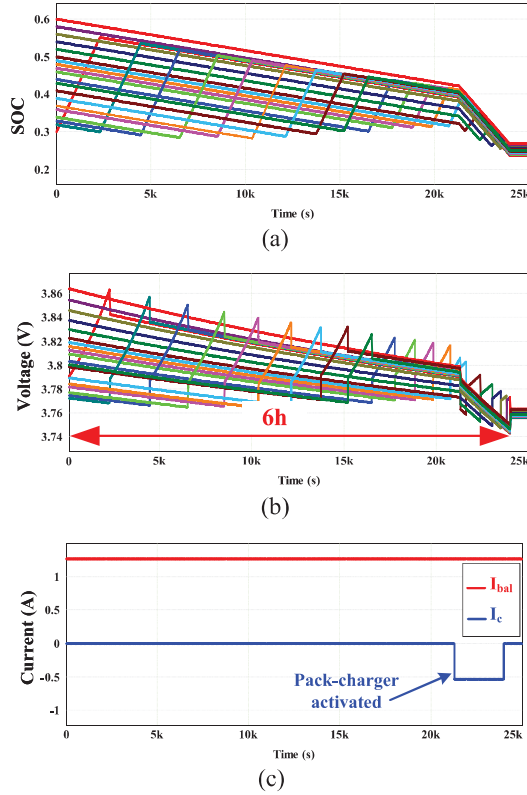 0.6
0.5
0.4
0.3
0.2
SOC
0
5k
10k
15k
20k
25k
Time (s)
(a)
3.86
3.84
3.82
3.8
3.78
3.76
3.74
Voltage (V)
6h
0
5k
10k
15k
20k
25k
Time (s)
(b)
1
0.5
0
-0.5
-1
Current (A)
I_bal
I_c
Pack-charger
activated
0
5k
10k
15k
20k
25k
Time (s)
(c)